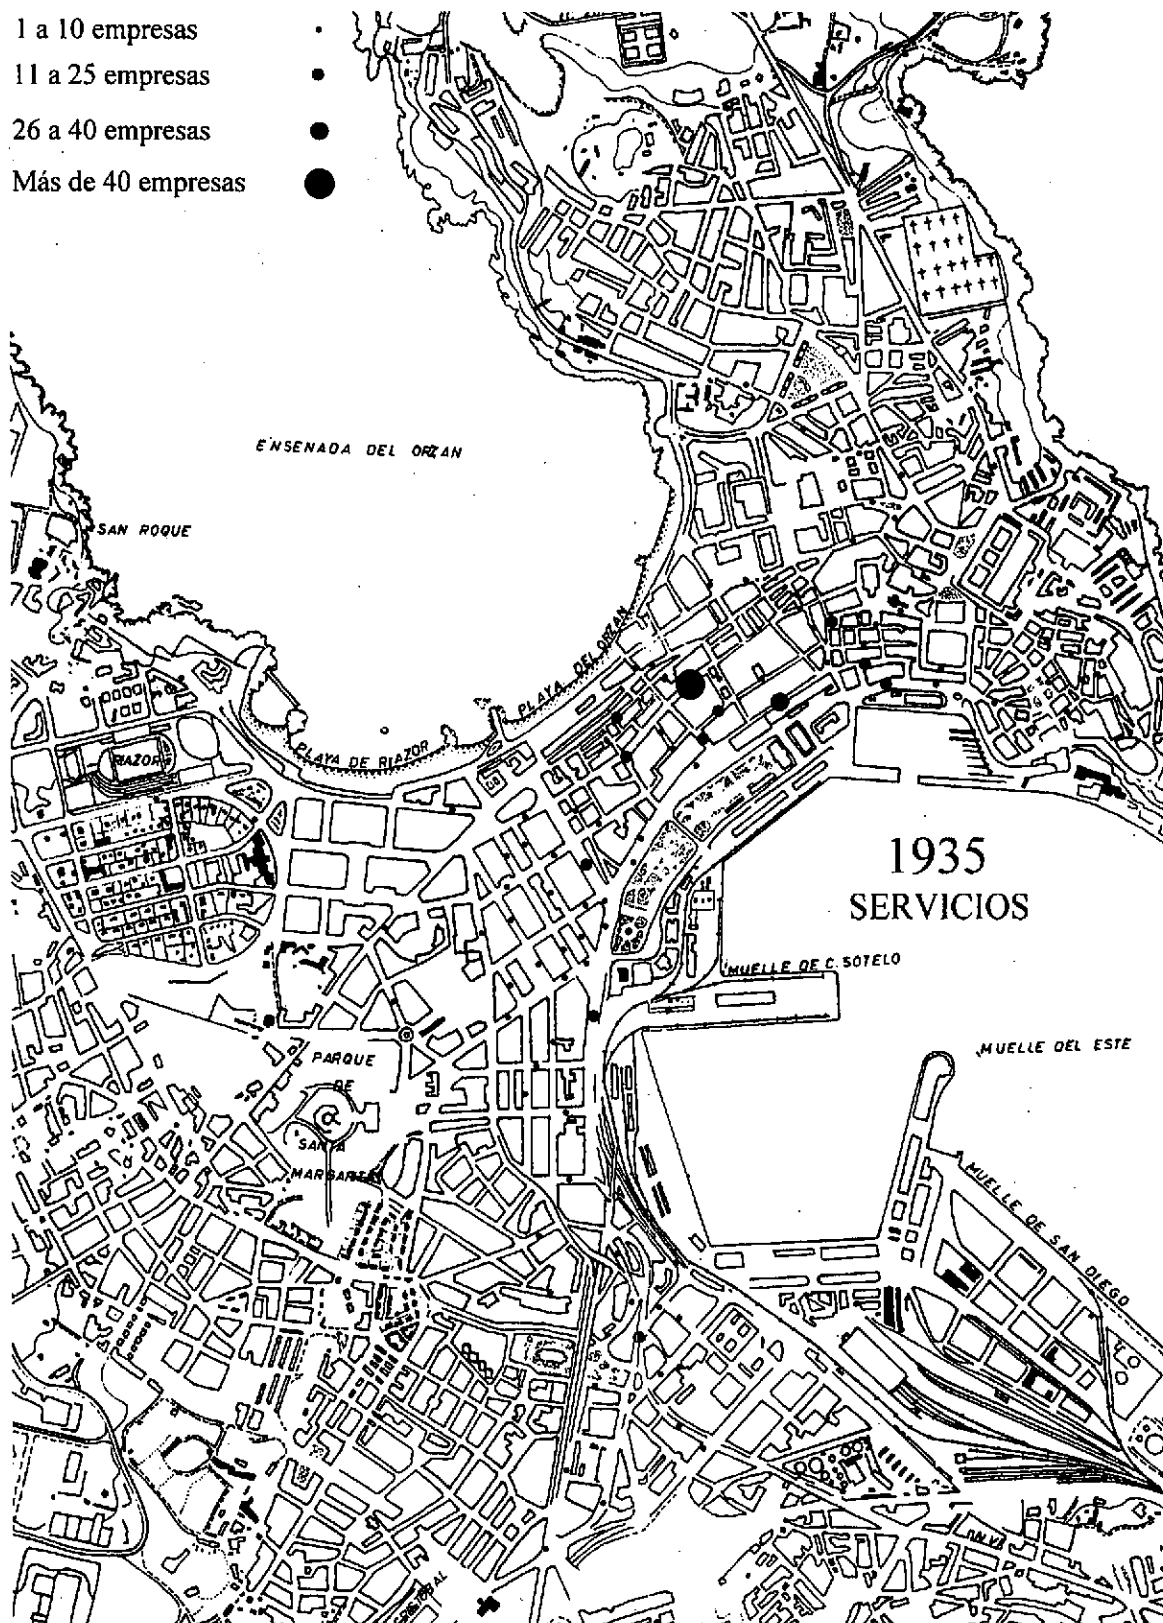 1 a 10 empresas
11 a 25 empresas
26 a 40 empresas
Más de 40 empresas
ENSENADA DEL ORZAN
SAN ROQUE
PLAYA DEL ORZAN
PLAYA DE RIAZOR
RIAZOR
1935
SERVICIOS
MUELLE DE C. SOTELO
MUELLE DEL ESTE
PARQUE
DE
SANTA
MARGARITA
MUELLE DE SAN DIEGO